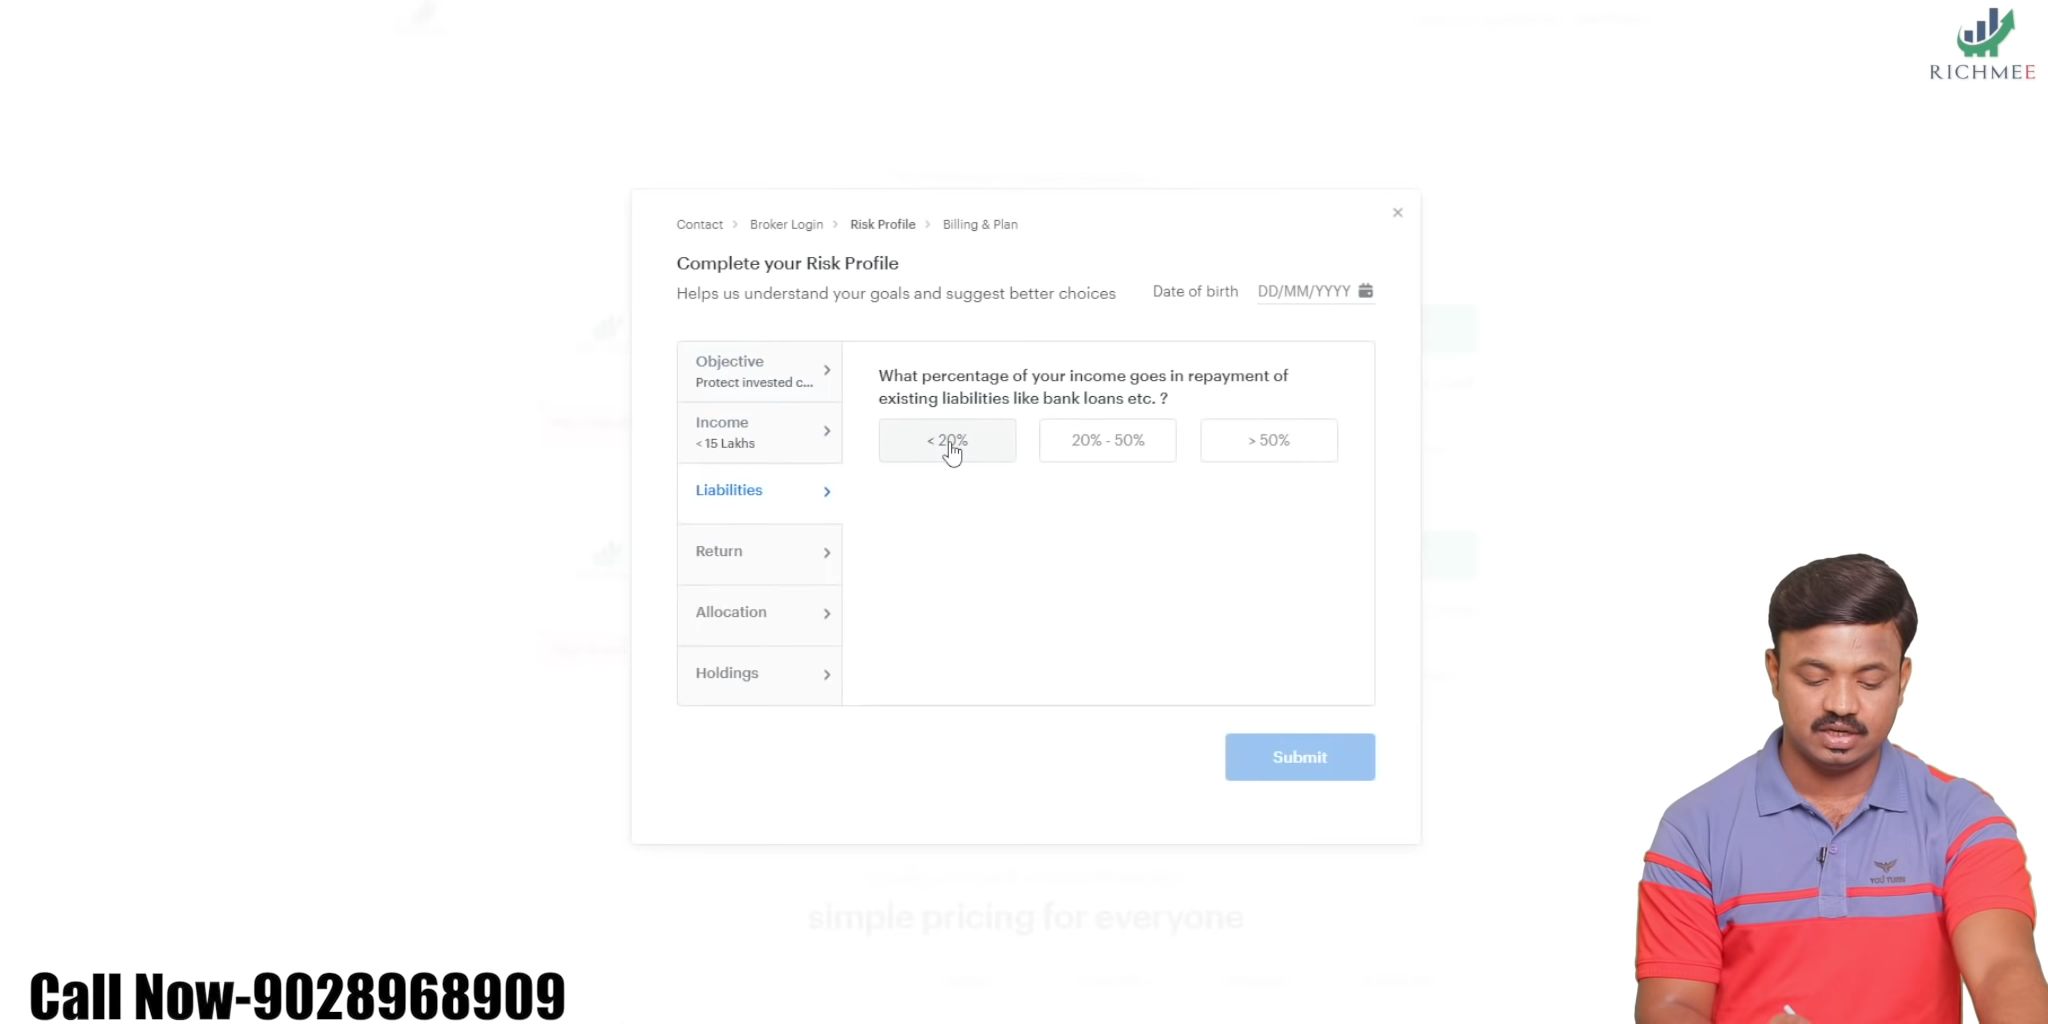 RICHMEE
Contact > Broker Login > Risk Profile > Billing & Plan
×
Complete your Risk Profile
Helps us understand your goals and suggest better choices
Date of birth DD/MM/YYYY
Objective
Protect invested c...
Income
< 15 Lakhs
Liabilities
Return
Allocation
Holdings
What percentage of your income goes in repayment of
existing liabilities like bank loans etc. ?
< 20%
20% - 50%
> 50%
Submit
simple pricing for everyone
YOU TURN
Call Now-9028968909